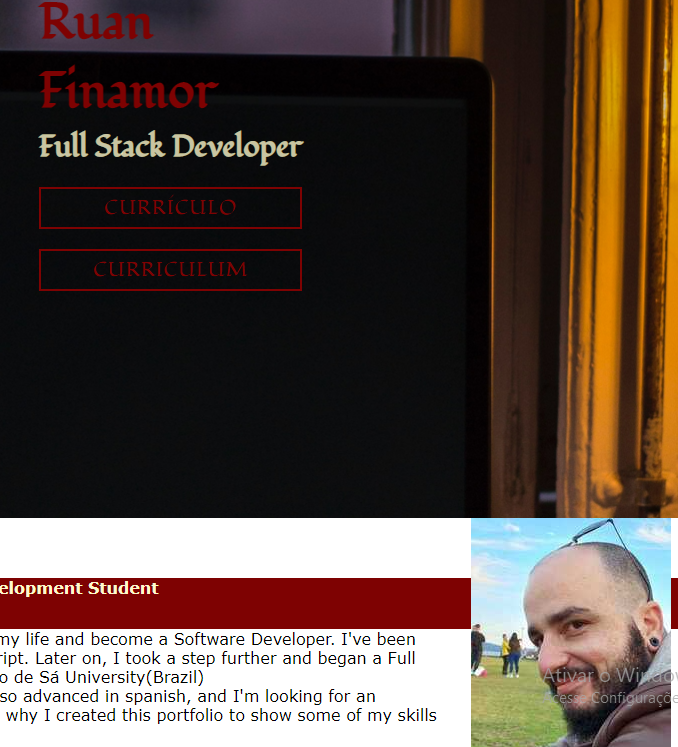 Ruan
Finamor
Full Stack Developer
CURRÍCULO
CURRICULUM
elopment Student
my life and become a Software Developer. I've been
ript. Later on, I took a step further and began a Full
o de Sá University(Brazil)
so advanced in spanish, and I'm looking for an
why I created this portfolio to show some of my skills
Ativar o Window
cesse Configuraçõe